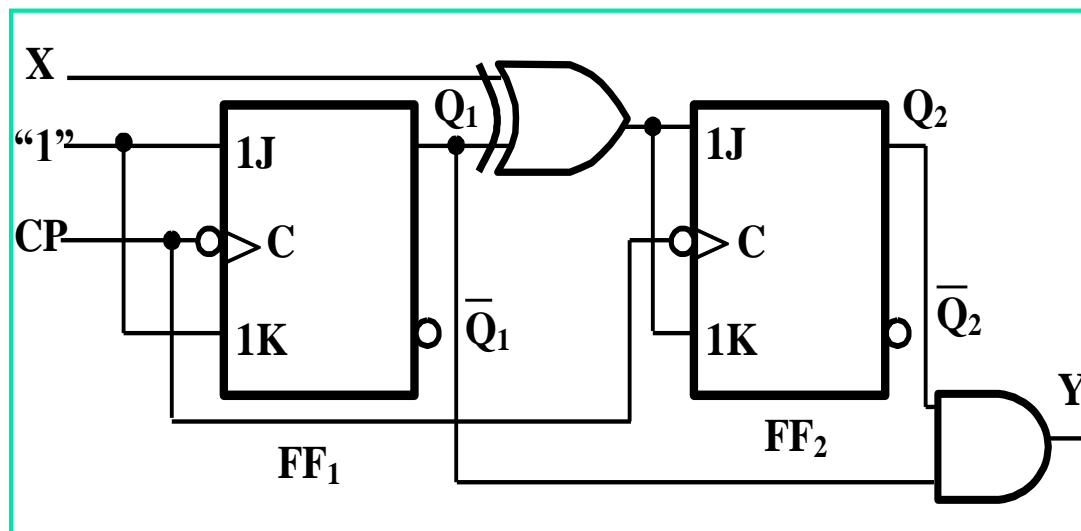 X
“1”
CP
1J
C
1K
Q₁
Q̅₁
FF₁
1J
C
1K
Q₂
Q̅₂
FF₂
Y